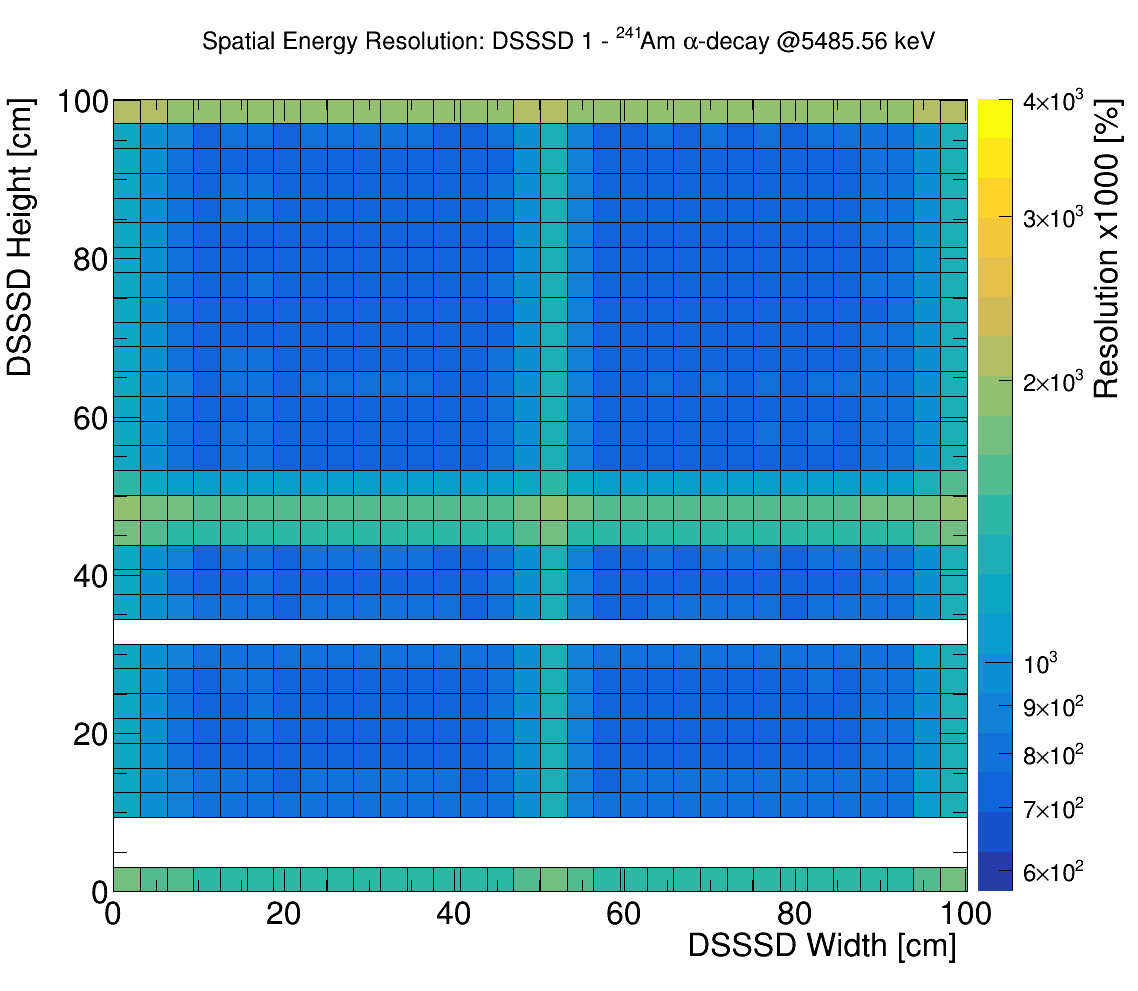 Spatial Energy Resolution: DSSSD 1 - ²⁴¹Am α-decay @5485.56 keV
DSSSD Height [cm]
100
80
60
40
20
0
0 20 40 60 80 100
DSSSD Width [cm]
4×10³
3×10³
2×10³
10³
9×10²
8×10²
7×10²
6×10²
Resolution x1000 [%]